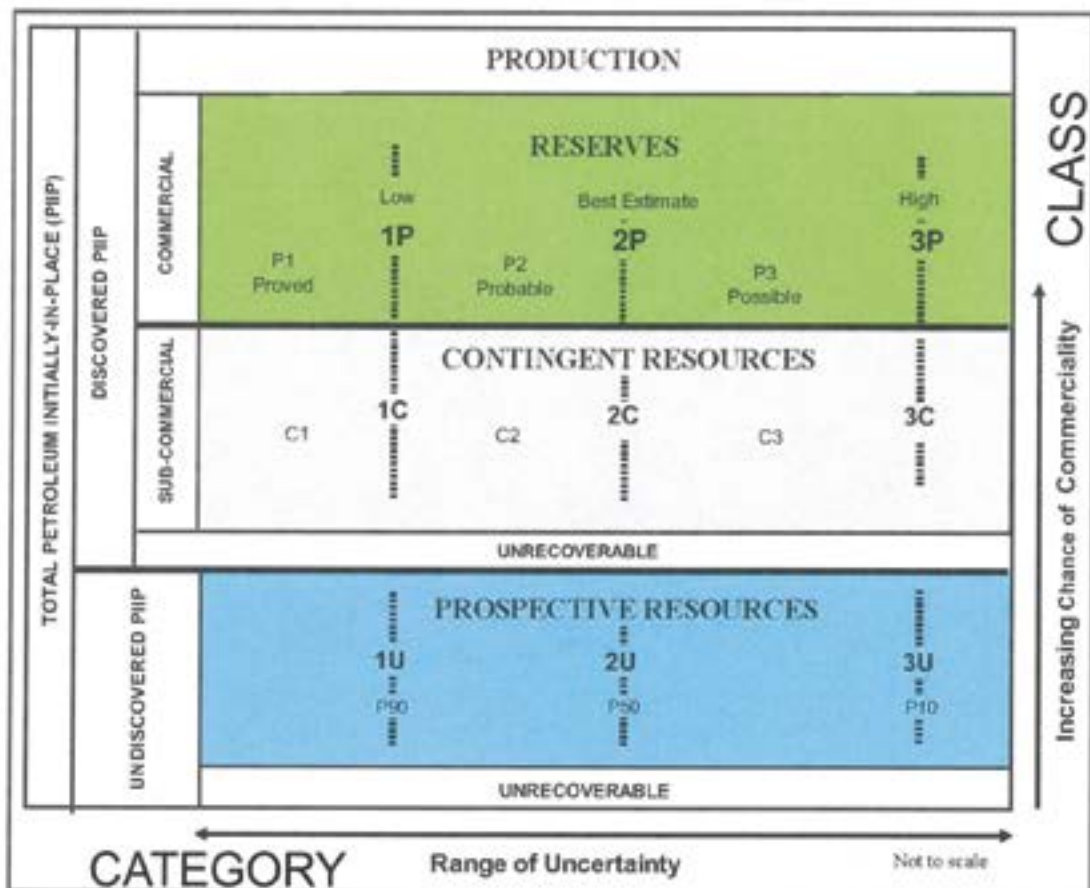 PRODUCTION
RESERVES
Low
Best Estimate
High
1P
2P
3P
P1
Proved
P2
Probable
P3
Possible
CONTINGENT RESOURCES
1C
2C
3C
C1
C2
C3
UNRECOVERABLE
PROSPECTIVE RESOURCES
1U
2U
3U
P90
P50
P10
UNRECOVERABLE
TOTAL PETROLEUM INITIALLY-IN-PLACE (PIIP)
DISCOVERED PIIP
COMMERCIAL
SUB-COMMERCIAL
UNDISCOVERED PIIP
CLASS
Increasing Chance of Commerciality
CATEGORY
Range of Uncertainty
Not to scale